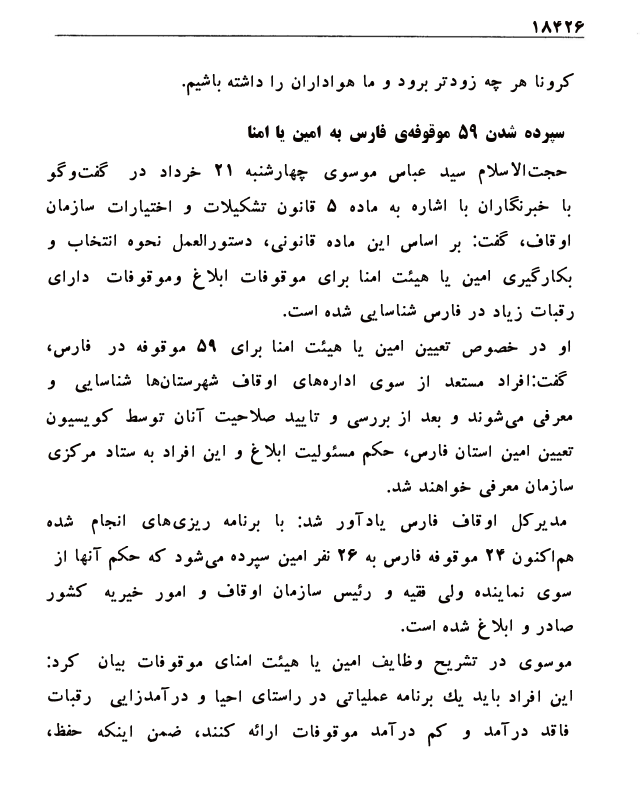 ۱۸۴۲۶
کرونا هر چه زودتر برود و ما هواداران را داشته باشیم.
سپرده شدن ۵۹ موقوفه‌ی فارس به امین یا امنا
حجت‌الاسلام سید عباس موسوی چهارشنبه ۲۱ خرداد در گفت‌وگو
با خبرنگاران با اشاره به ماده ۵ قانون تشکیلات و اختیارات سازمان
اوقاف، گفت: بر اساس این ماده قانونی، دستورالعمل نحوه انتخاب و
بکارگیری امین یا هیئت امنا برای موقوفات ابلاغ وموقوفات دارای
رقبات زیاد در فارس شناسایی شده است.
او در خصوص تعیین امین یا هیئت امنا برای ۵۹ موقوفه در فارس،
گفت:افراد مستعد از سوی اداره‌های اوقاف شهرستان‌ها شناسایی و
معرفی می‌شوند و بعد از بررسی و تایید صلاحیت آنان توسط کویسیون
تعیین امین استان فارس، حکم مسئولیت ابلاغ و این افراد به ستاد مرکزی
سازمان معرفی خواهند شد.
مدیرکل اوقاف فارس یادآور شد: با برنامه ریزی‌های انجام شده
هم‌اکنون ۲۴ موقوفه فارس به ۲۶ نفر امین سپرده می‌شود که حکم آنها از
سوی نماینده ولی فقیه و رئیس سازمان اوقاف و امور خیریه کشور
صادر و ابلاغ شده است.
موسوی در تشریح وظایف امین یا هیئت امنای موقوفات بیان کرد:
این افراد باید یك برنامه عملیاتی در راستای احیا و درآمدزایی رقبات
فاقد درآمد و کم درآمد موقوفات ارائه کنند، ضمن اینکه حفظ،